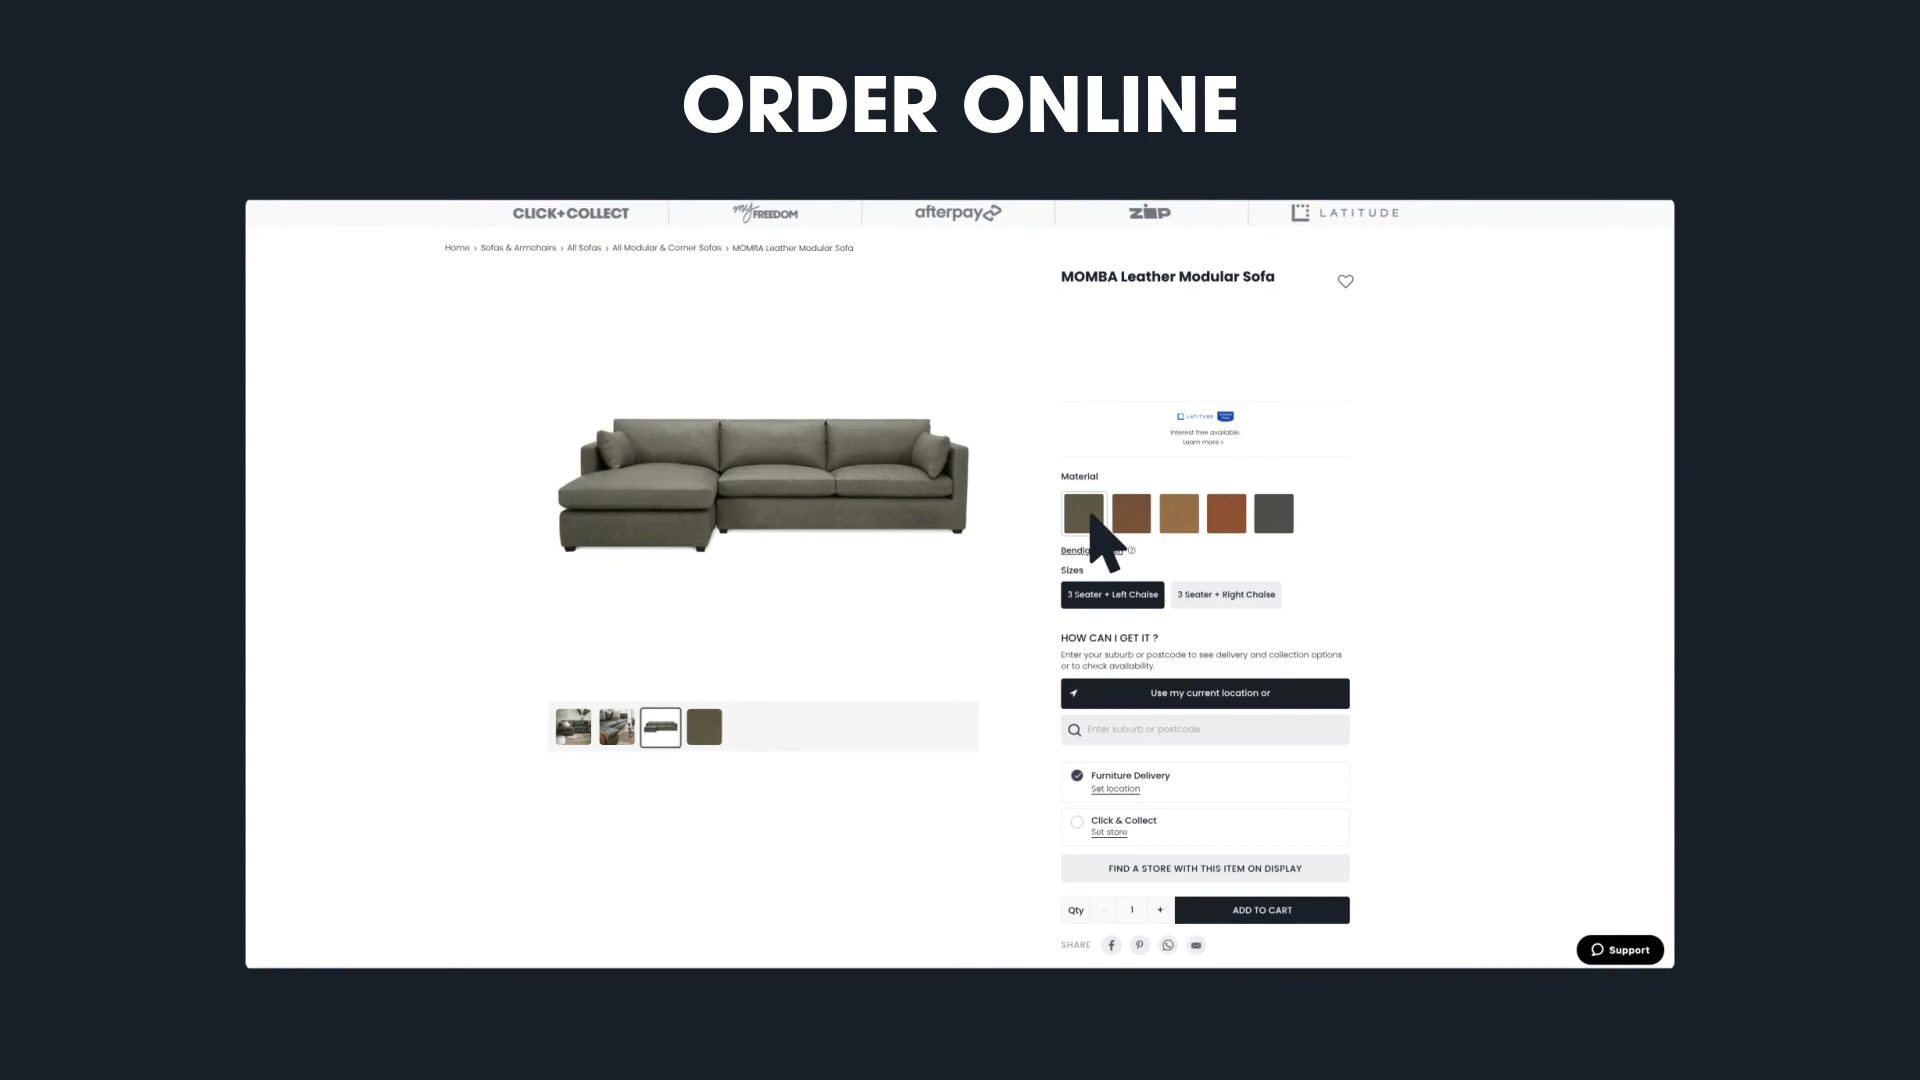 ORDER ONLINE
CLICK+COLLECT
my FREEDOM
afterpay
ZIP
LATITUDE
Home › Sofas & Armchairs › All Sofas › All Modular & Corner Sofas › MOMBA Leather Modular Sofa
MOMBA Leather Modular Sofa
LATITUDE
Interest free available.
Learn more ›
Material
Sizes
3 Seater + Left Chaise
3 Seater + Right Chaise
HOW CAN I GET IT ?
Enter your suburb or postcode to see delivery and collection options
or to check availability.
Use my current location or
Enter suburb or postcode
Furniture Delivery
Set location
Click & Collect
Set store
FIND A STORE WITH THIS ITEM ON DISPLAY
Qty - 1 +
ADD TO CART
SHARE
Support